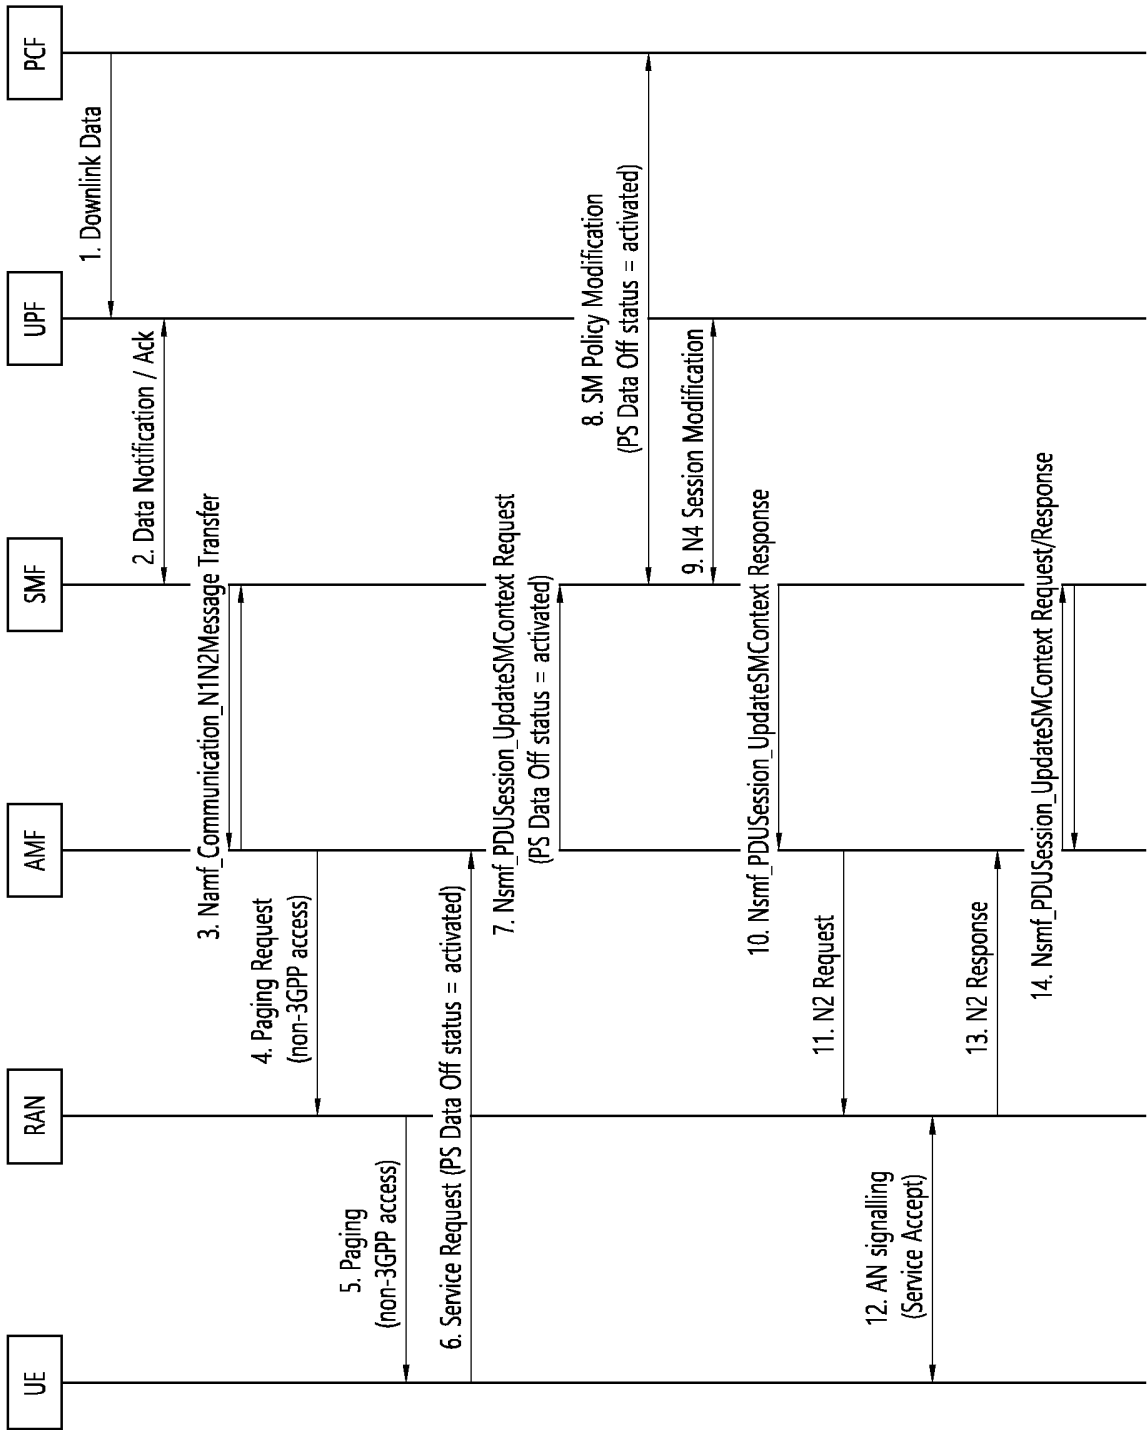 UE
RAN
AMF
SMF
UPF
PCF
1. Downlink Data
2. Data Notification / Ack
3. Namf_Communication_N1N2Message Transfer
4. Paging Request
(non-3GPP access)
5. Paging
(non-3GPP access)
6. Service Request (PS Data Off status = activated)
7. Nsmf_PDUSession_UpdateSMContext Request
(PS Data Off status = activated)
8. SM Policy Modification
(PS Data Off status = activated)
9. N4 Session Modification
10. Nsmf_PDUSession_UpdateSMContext Response
11. N2 Request
12. AN signalling
(Service Accept)
13. N2 Response
14. Nsmf_PDUSession_UpdateSMContext Request/Response